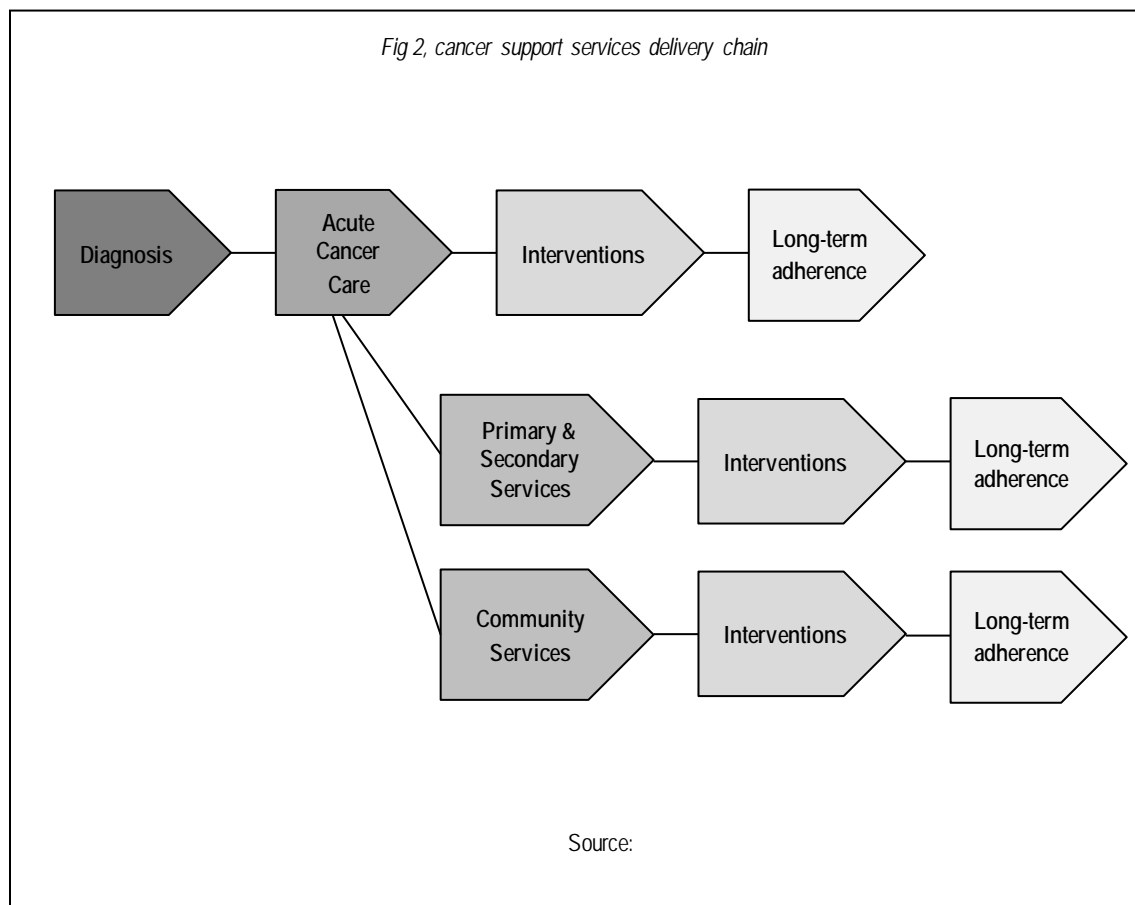 Fig 2, cancer support services delivery chain
Diagnosis
Acute
Cancer
Care
Interventions
Long-term
adherence
Primary &
Secondary
Services
Interventions
Long-term
adherence
Community
Services
Interventions
Long-term
adherence
Source: